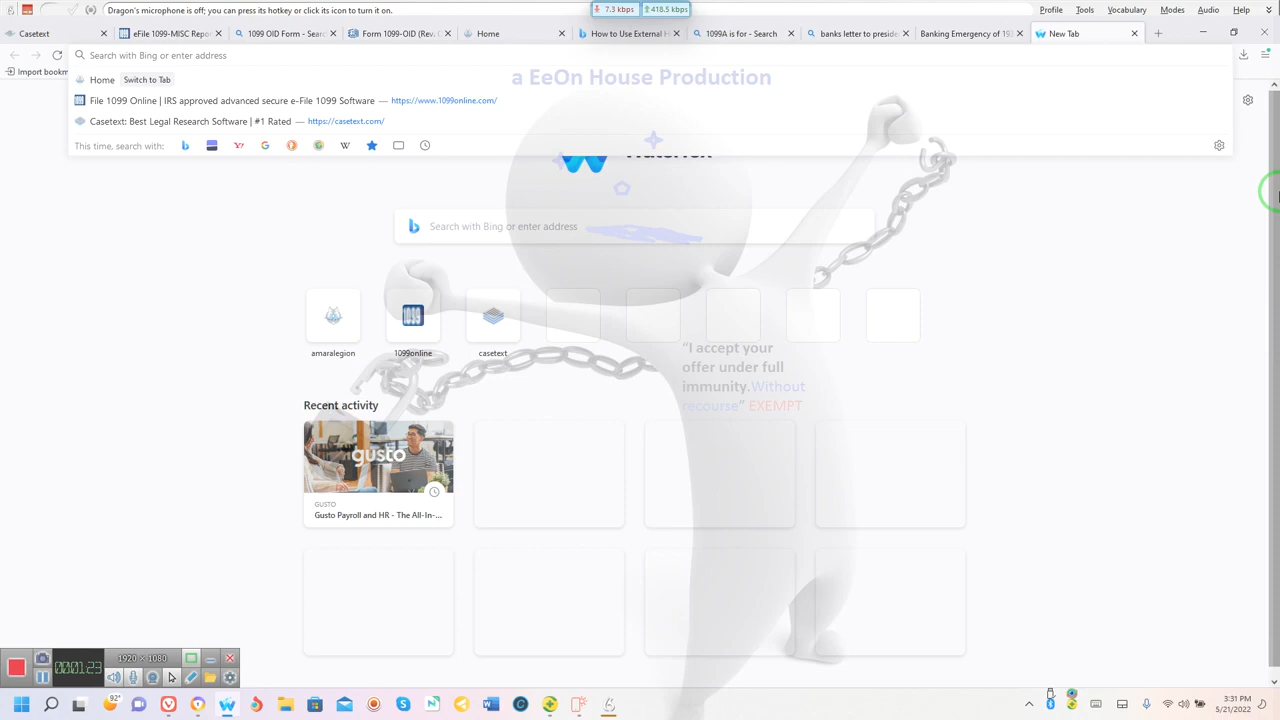 Dragon's microphone is off; you can press its hotkey or click its icon to turn it on.
7.3 kbps
418.5 kbps
Profile
Tools
Vocabulary
Modes
Audio
Help
Casetext
eFile 1099-MISC Repor
1099 OID Form - Searc
Form 1099-OID (Rev. O
Home
How to Use External H
1099A is for - Search
banks letter to preside
Banking Emergency of 193
New Tab
Search with Bing or enter address
Import bookm
a EeOn House Production
Home
Switch to Tab
File 1099 Online | IRS approved advanced secure e-File 1099 Software — https://www.1099online.com/
Casetext: Best Legal Research Software | #1 Rated — https://casetext.com/
This time, search with:
Search with Bing or enter address
1099
amaralegion
1099online
casetext
"I accept your
offer under full
immunity.Without
recourse" EXEMPT
Recent activity
gusto
GUSTO
Gusto Payroll and HR - The All-In-...
00:01:23
1920 × 1080
92°
3:31 PM
5/21/2022